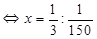 ⇔ x = 1/3 : 1/150